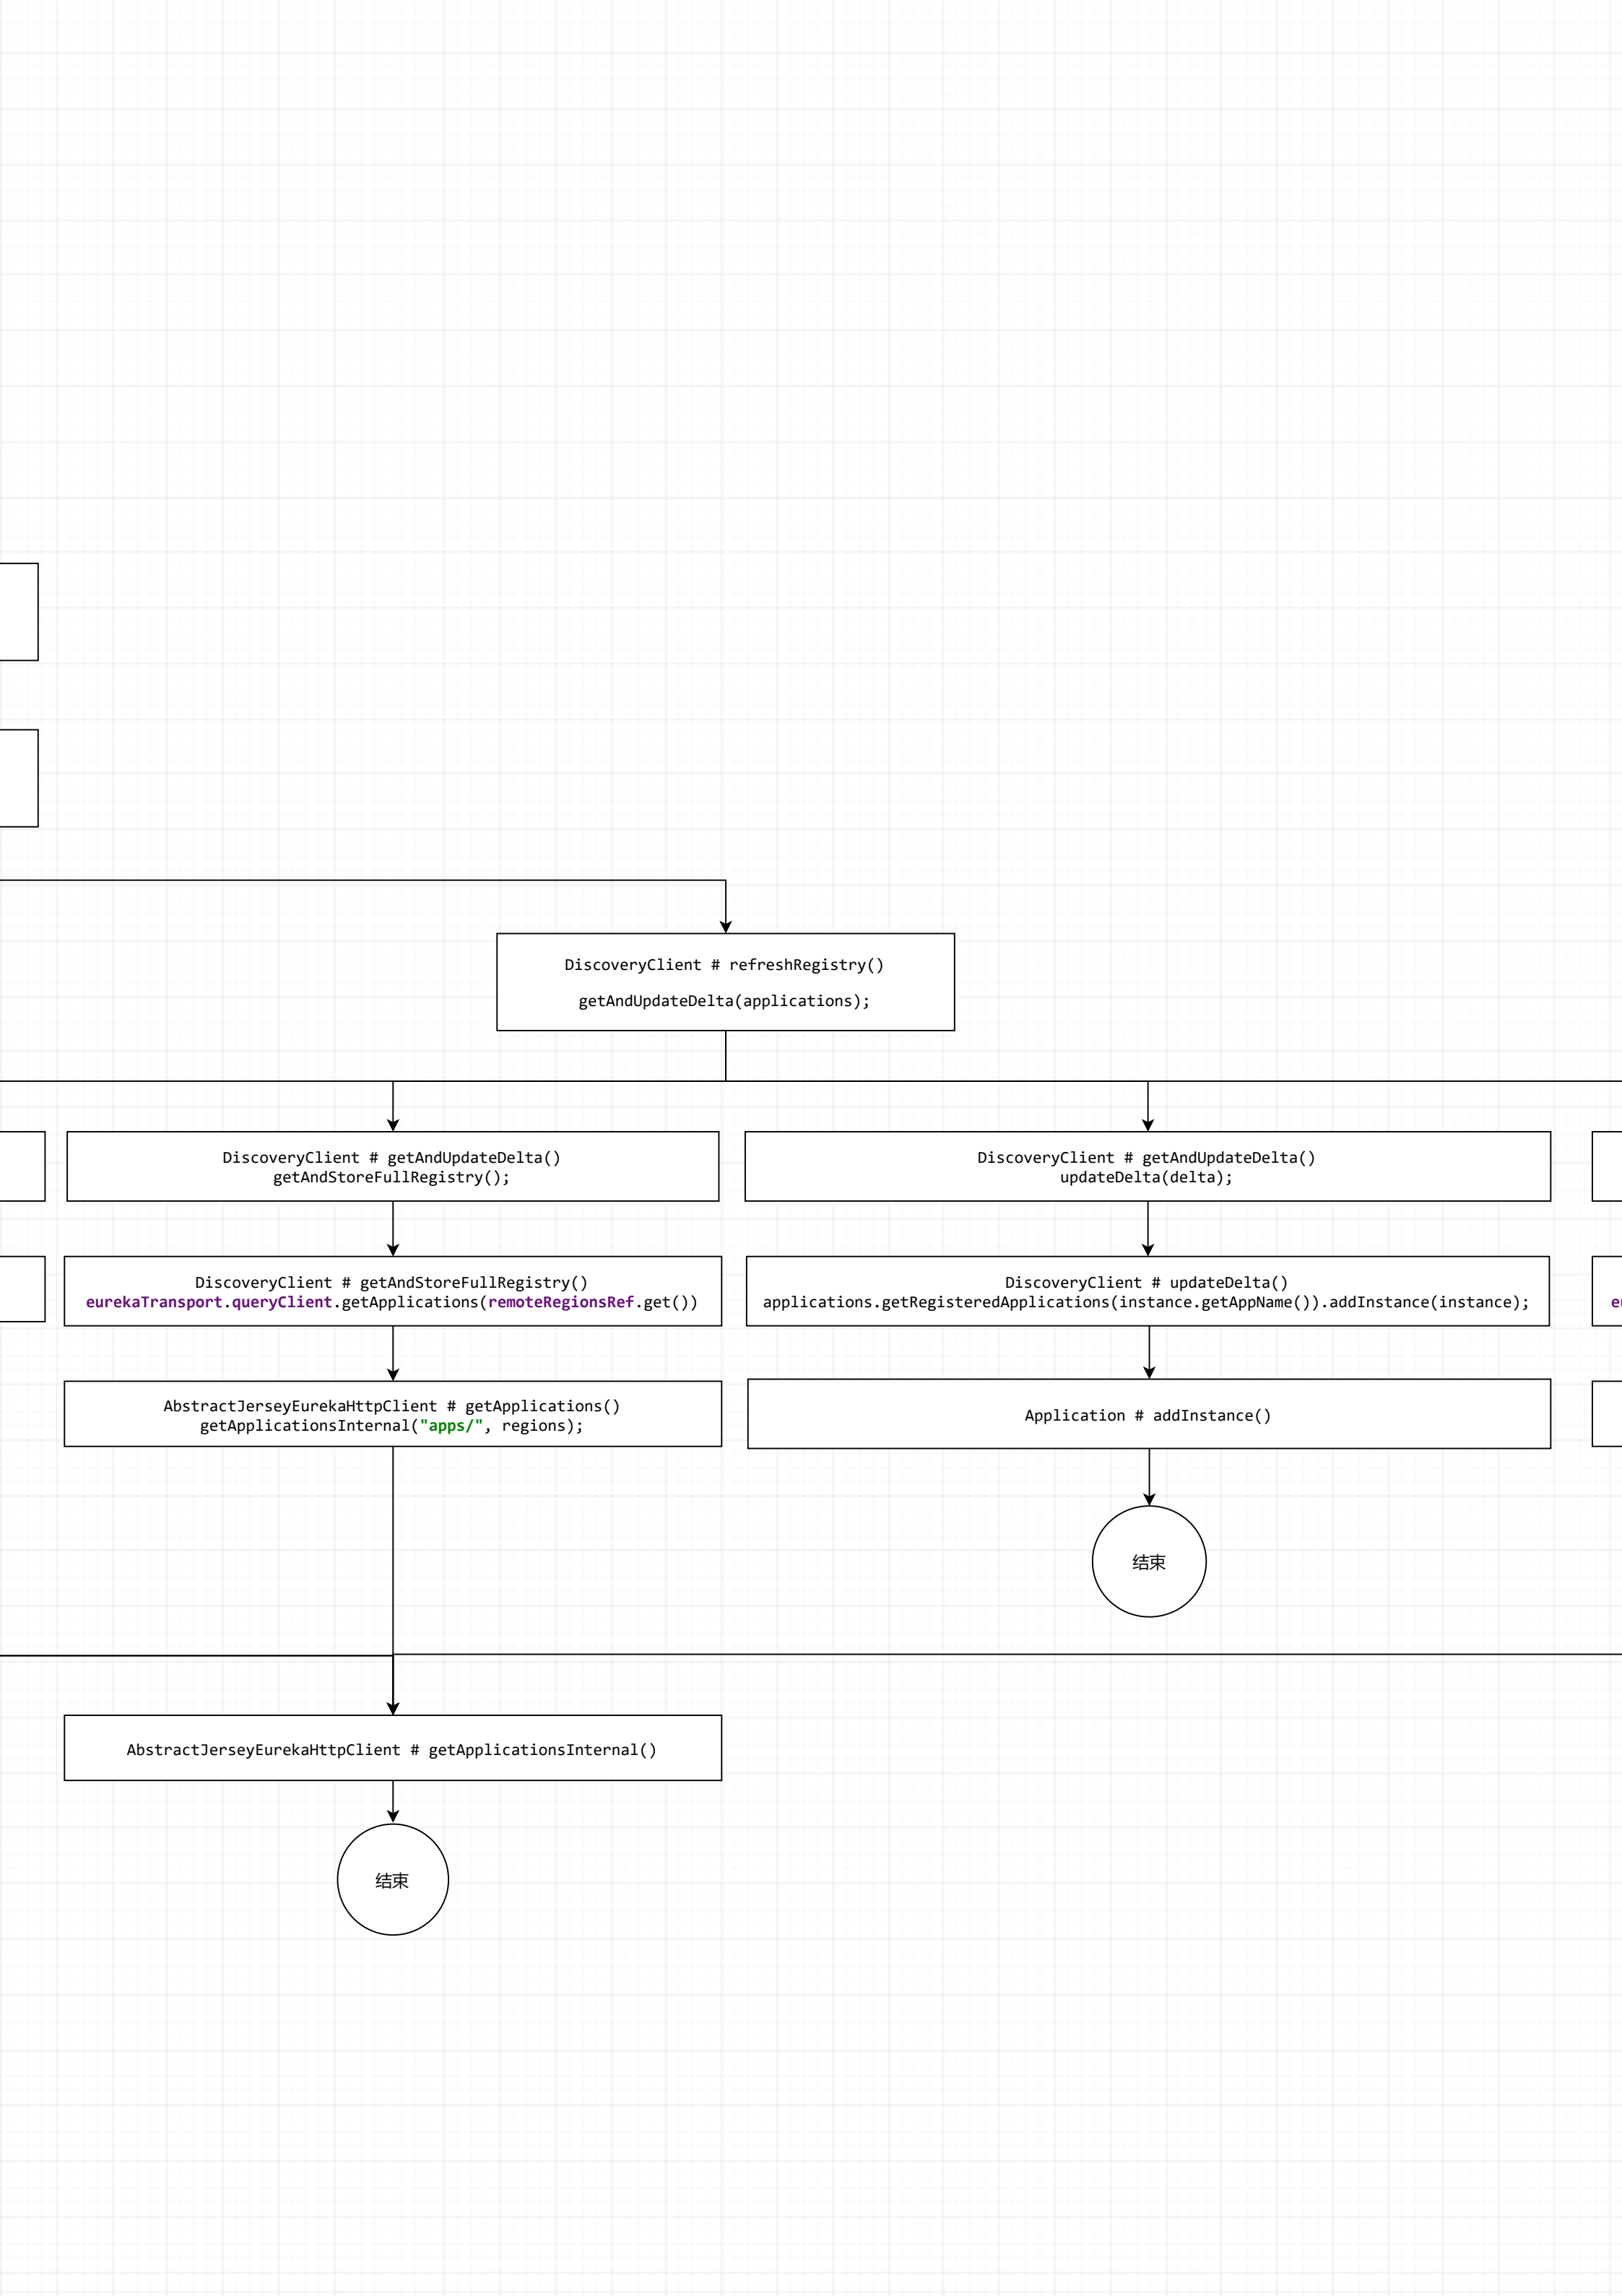 DiscoveryClient # refreshRegistry()
getAndUpdateDelta(applications);
DiscoveryClient # getAndUpdateDelta()
getAndStoreFullRegistry();
DiscoveryClient # getAndUpdateDelta()
updateDelta(delta);
DiscoveryClient # getAndStoreFullRegistry()
eurekaTransport.queryClient.getApplications(remoteRegionsRef.get())
DiscoveryClient # updateDelta()
applications.getRegisteredApplications(instance.getAppName()).addInstance(instance);
AbstractJerseyEurekaHttpClient # getApplications()
getApplicationsInternal("apps/", regions);
Application # addInstance()
结束
AbstractJerseyEurekaHttpClient # getApplicationsInternal()
结束